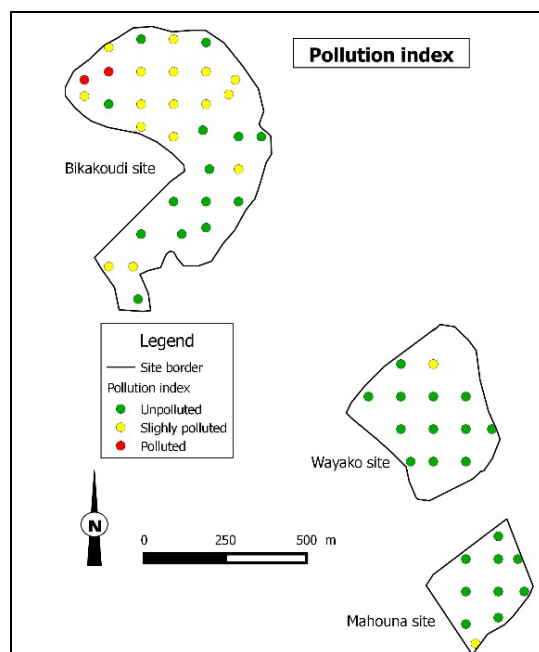 Pollution index
Bikakoudi site
Legend
Site border
Pollution index
Unpolluted
Slighly polluted
Polluted
Wayako site
N
0 250 500 m
Mahouna site